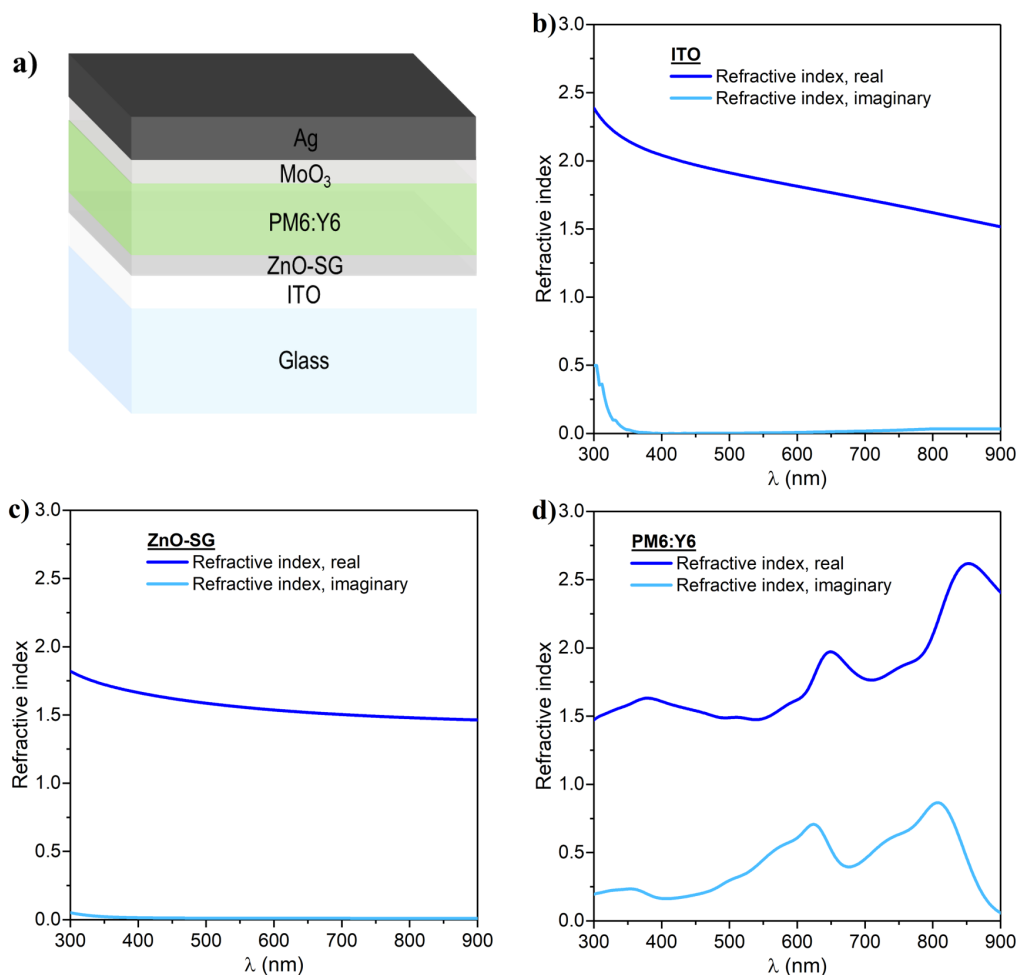 a)
Ag
MoO3
PM6:Y6
ZnO-SG
ITO
Glass
b)
ITO
Refractive index, real
Refractive index, imaginary
Refractive index
3.0
2.5
2.0
1.5
1.0
0.5
0.0
300 400 500 600 700 800 900
λ (nm)
c)
ZnO-SG
Refractive index, real
Refractive index, imaginary
Refractive index
3.0
2.5
2.0
1.5
1.0
0.5
0.0
300 400 500 600 700 800 900
λ (nm)
d)
PM6:Y6
Refractive index, real
Refractive index, imaginary
Refractive index
3.0
2.5
2.0
1.5
1.0
0.5
0.0
300 400 500 600 700 800 900
λ (nm)